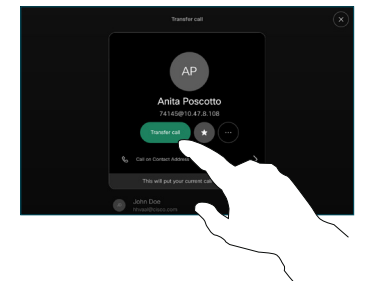 Transfer call
AP
Anita Poscotto
74145@10.47.8.108
Transfer call
Call on Contact Address
This will put your current call
John Doe